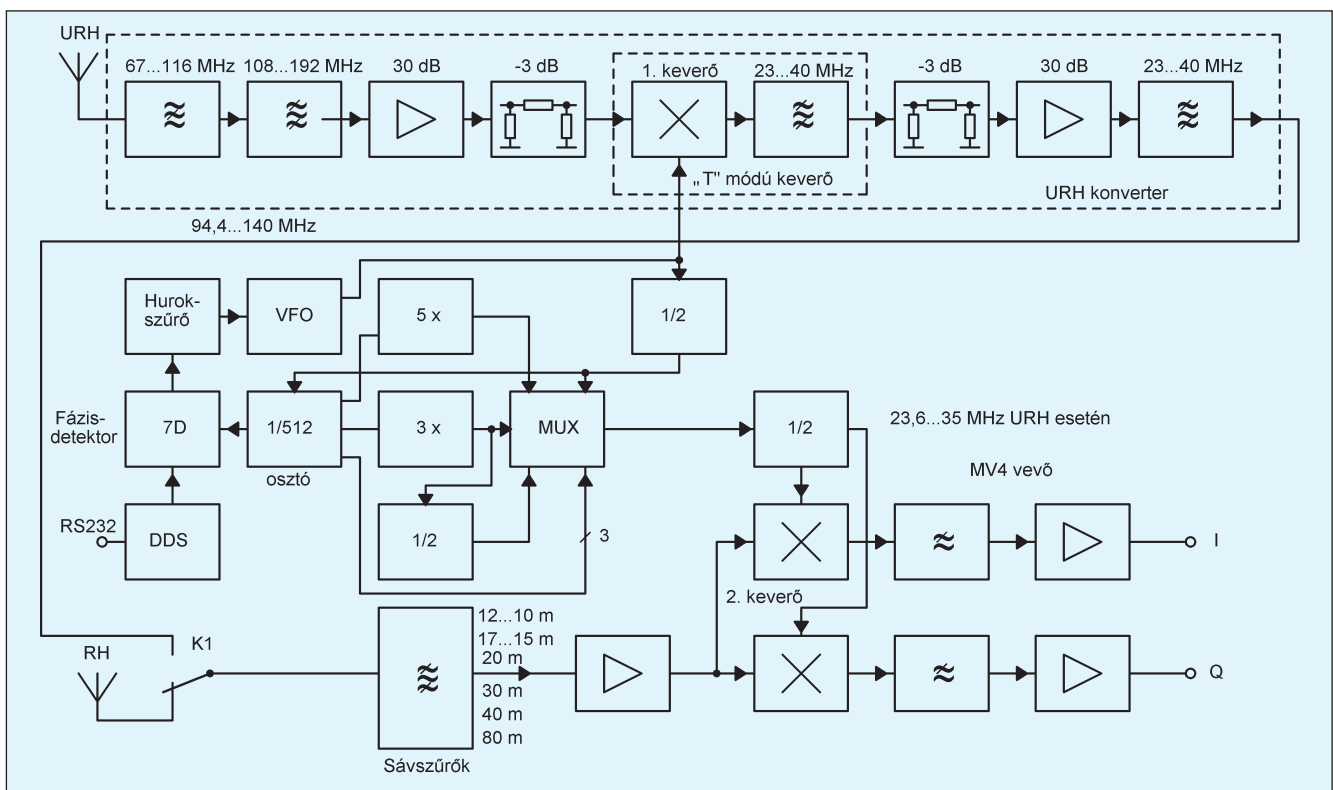 URH
67...116 MHz
108...192 MHz
30 dB
-3 dB
1. keverő
23...40 MHz
-3 dB
30 dB
23...40 MHz
„T" módú keverő
URH konverter
94,4...140 MHz
Hurok-
szűrő
VFO
5 x
1/2
Fázis-
detektor
7D
1/512
osztó
3 x
MUX
1/2
23,6...35 MHz URH esetén
MV4 vevő
RS232
DDS
1/2
3
I
2. keverő
RH
K1
12...10 m
17...15 m
20 m
30 m
40 m
80 m
Sávszűrők
Q